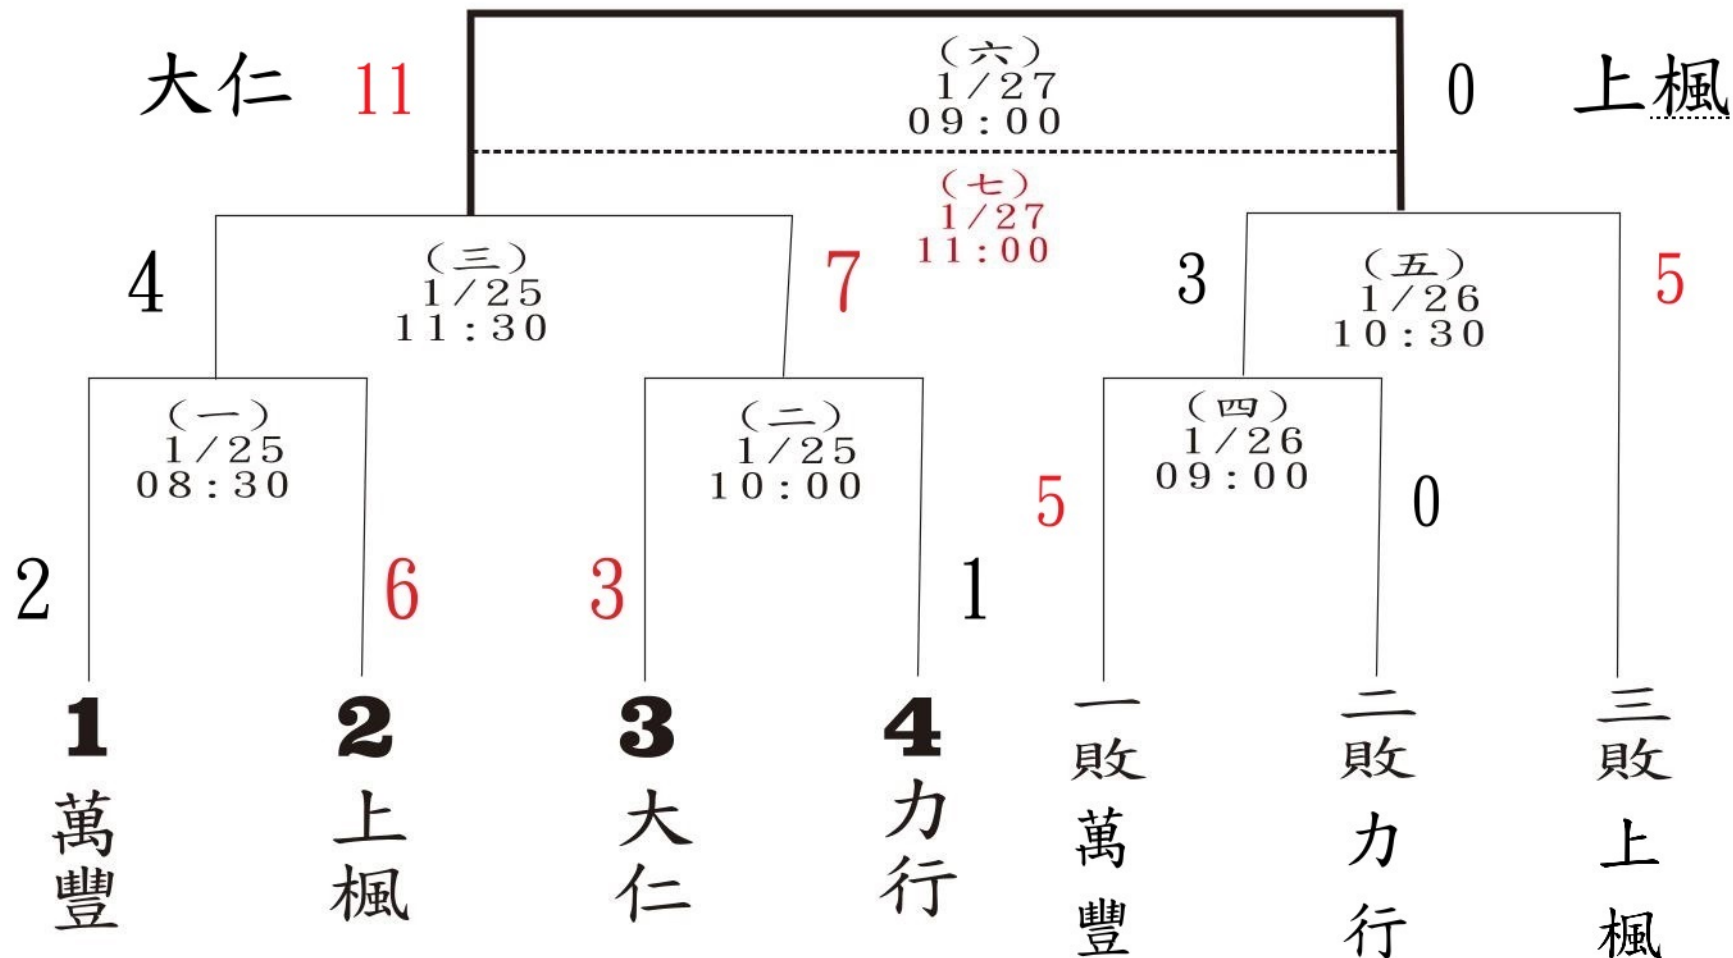 大仁 11
（六）
1/27
09:00
0 上楓
（七）
1/27
11:00
4
（三）
1/25
11:30
7
3
（五）
1/26
10:30
5
（一）
1/25
08:30
（二）
1/25
10:00
（四）
1/26
09:00
2
6
3
1
5
0
1
萬豐
2
上楓
3
大仁
4
力行
一敗
萬豐
二敗
力行
三敗
上楓